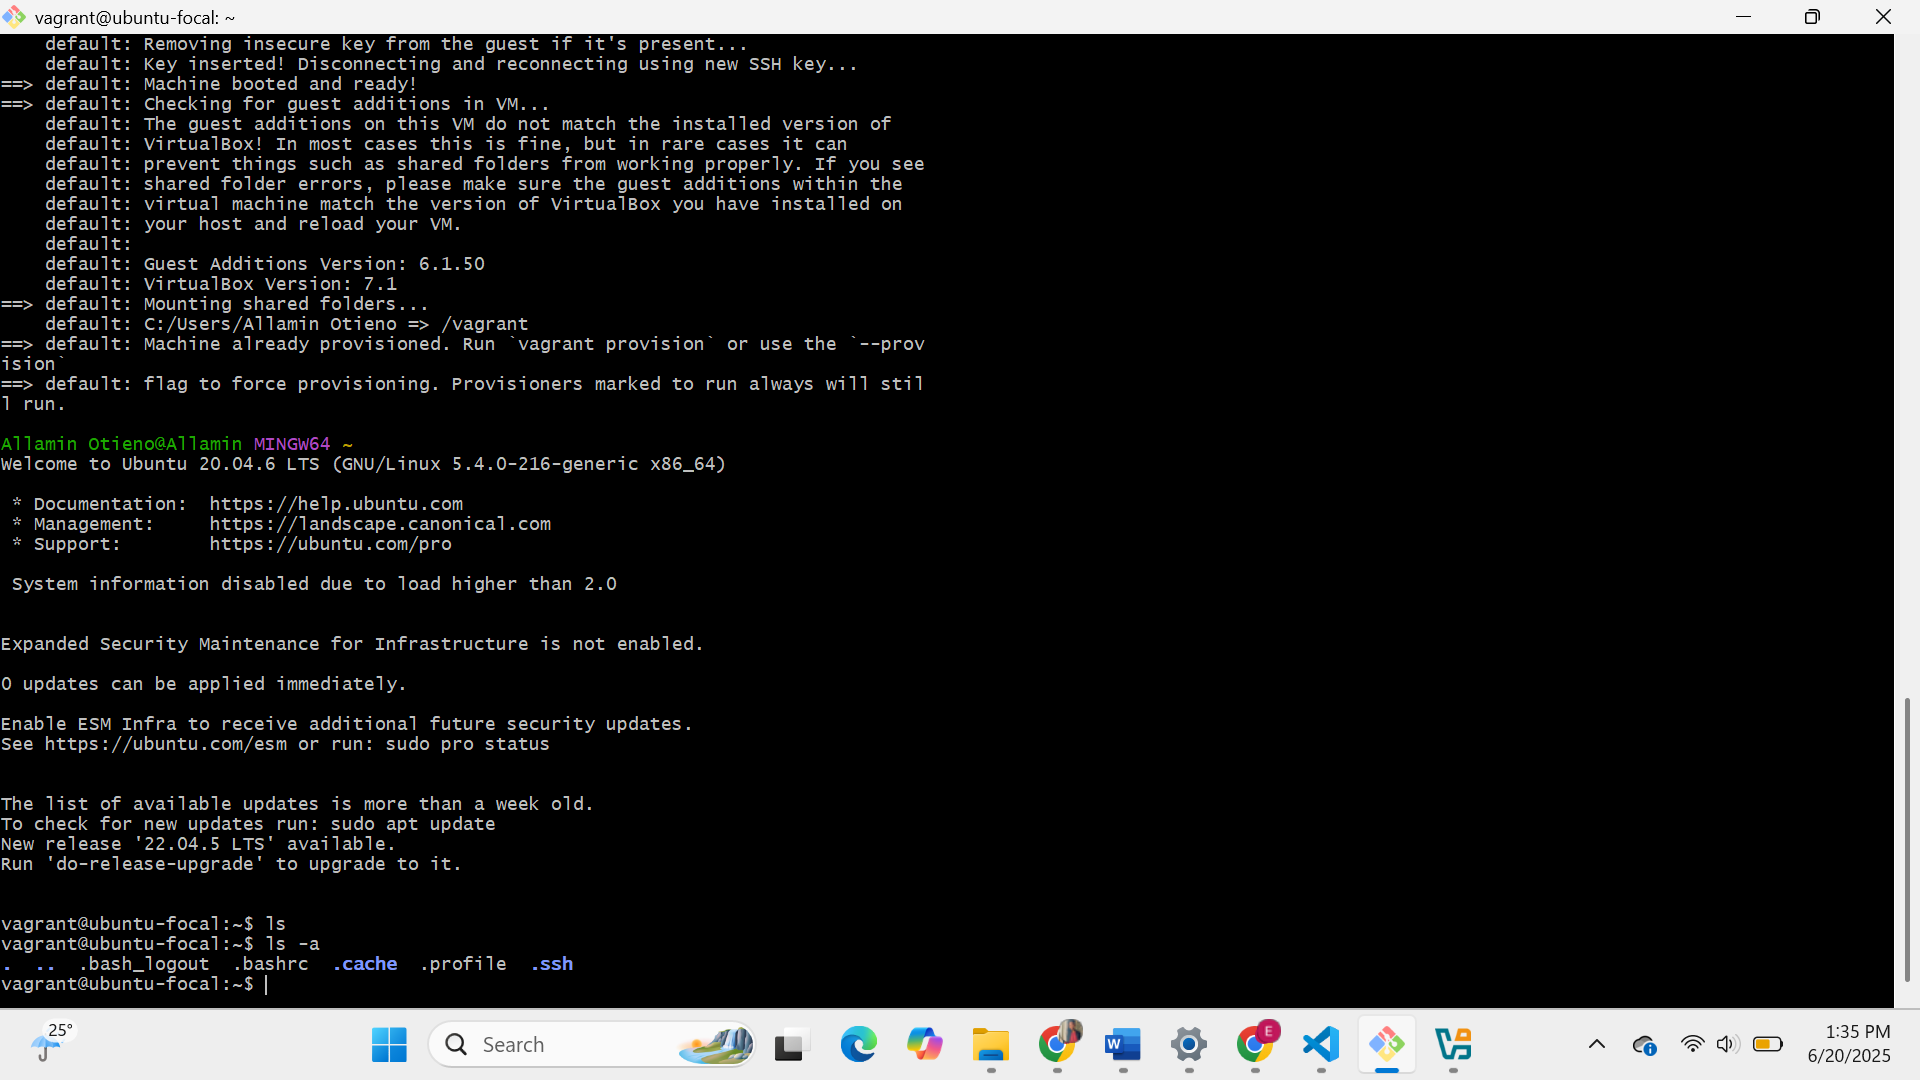 vagrant@ubuntu-focal: ~
default: Removing insecure key from the guest if it's present...
default: Key inserted! Disconnecting and reconnecting using new SSH key...
==> default: Machine booted and ready!
==> default: Checking for guest additions in VM...
default: The guest additions on this VM do not match the installed version of
default: VirtualBox! In most cases this is fine, but in rare cases it can
default: prevent things such as shared folders from working properly. If you see
default: shared folder errors, please make sure the guest additions within the
default: virtual machine match the version of VirtualBox you have installed on
default: your host and reload your VM.
default:
default: Guest Additions Version: 6.1.50
default: VirtualBox Version: 7.1
==> default: Mounting shared folders...
default: C:/Users/Allamin Otieno => /vagrant
==> default: Machine already provisioned. Run `vagrant provision` or use the `--prov
ision`
==> default: flag to force provisioning. Provisioners marked to run always will stil
l run.
Allamin Otieno@Allamin MINGW64 ~
Welcome to Ubuntu 20.04.6 LTS (GNU/Linux 5.4.0-216-generic x86_64)
* Documentation:  https://help.ubuntu.com
* Management:     https://landscape.canonical.com
* Support:        https://ubuntu.com/pro
System information disabled due to load higher than 2.0
Expanded Security Maintenance for Infrastructure is not enabled.
0 updates can be applied immediately.
Enable ESM Infra to receive additional future security updates.
See https://ubuntu.com/esm or run: sudo pro status
The list of available updates is more than a week old.
To check for new updates run: sudo apt update
New release '22.04.5 LTS' available.
Run 'do-release-upgrade' to upgrade to it.
vagrant@ubuntu-focal:~$ ls
vagrant@ubuntu-focal:~$ ls -a
.  ..  .bash_logout  .bashrc  .cache  .profile  .ssh
vagrant@ubuntu-focal:~$
25°
Search
W
E
1:35 PM
6/20/2025